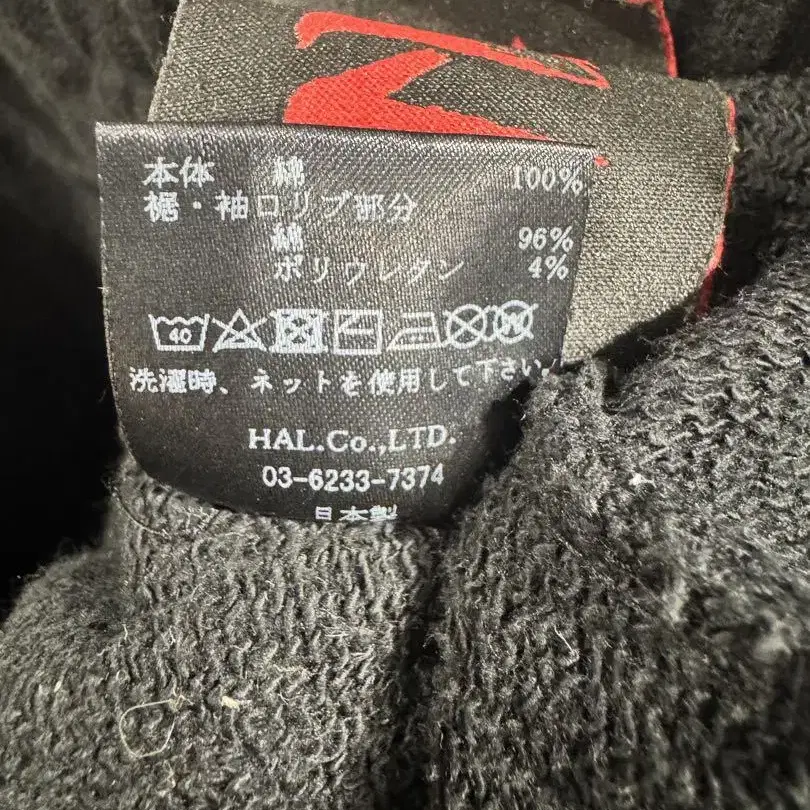 本体 綿 100%
裾・袖口リブ部分
綿 96%
ポリウレタン 4%
40
W
洗濯時、ネットを使用して下さい。
HAL.Co.,LTD.
03-6233-7374
日本製